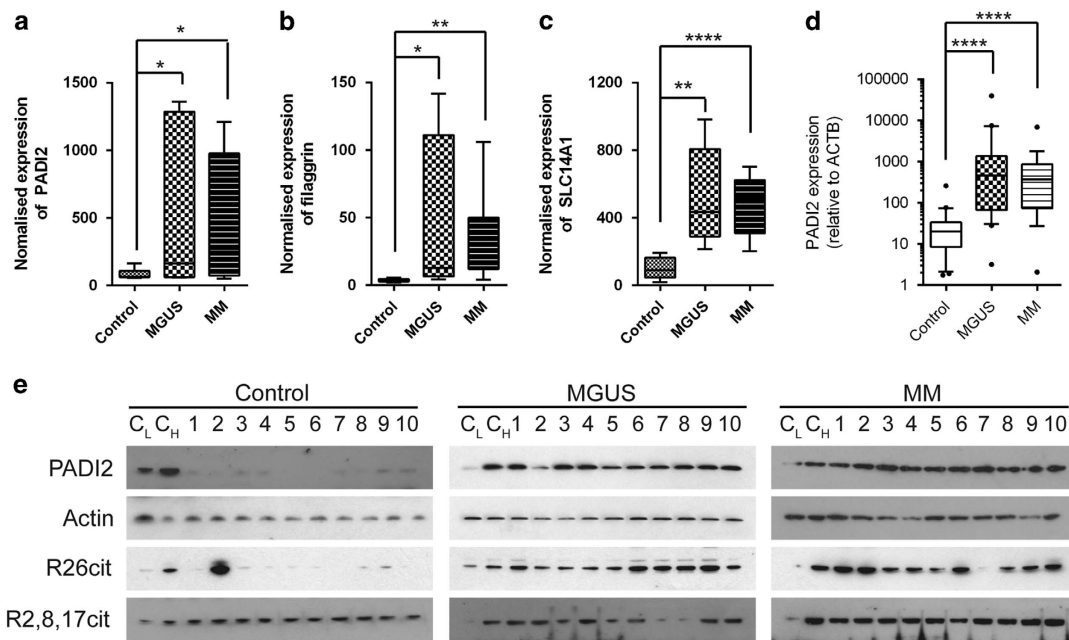 a
Normalised expression
of PADI2
1500
1000
500
0
*
*
Control
MGUS
MM
b
Normalized expression
of filaggrin
150
100
50
0
**
*
Control
MGUS
MM
c
Normalised expression
of SLC14A1
1200
800
400
0
****
**
Control
MGUS
MM
d
PADI2 expression
(relative to ACTB)
100000
10000
1000
100
10
1
****
****
Control
MGUS
MM
e
Control
MGUS
MM
CL CH 1 2 3 4 5 6 7 8 9 10
CL CH 1 2 3 4 5 6 7 8 9 10
CL CH 1 2 3 4 5 6 7 8 9 10
PADI2
Actin
R26cit
R2,8,17cit